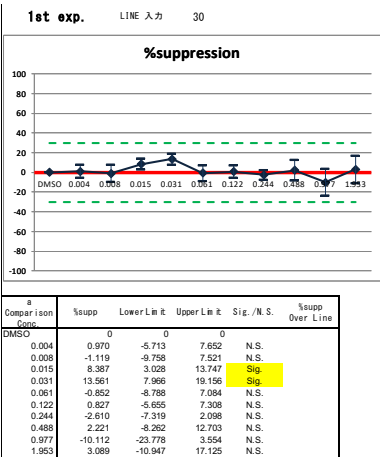 1st exp. LINE 入力 30
%suppression
100
80
60
40
20
0
-20
-40
-60
-80
-100
DMSO 0.004 0.008 0.015 0.031 0.061 0.122 0.244 0.488 0.977 1.953
a
Comparison Conc. %supp Lower Limit Upper Limit Sig./N.S. %supp Over Line
DMSO 0 0 0
0.004 0.970 -5.713 7.652 N.S.
0.008 -1.119 -9.758 7.521 N.S.
0.015 8.387 3.028 13.747 Sig.
0.031 13.561 7.966 19.156 Sig.
0.061 -0.852 -8.788 7.084 N.S.
0.122 0.827 -5.655 7.308 N.S.
0.244 -2.610 -7.319 2.098 N.S.
0.488 2.221 -8.262 12.703 N.S.
0.977 -10.112 -23.778 3.554 N.S.
1.953 3.089 -10.947 17.125 N.S.